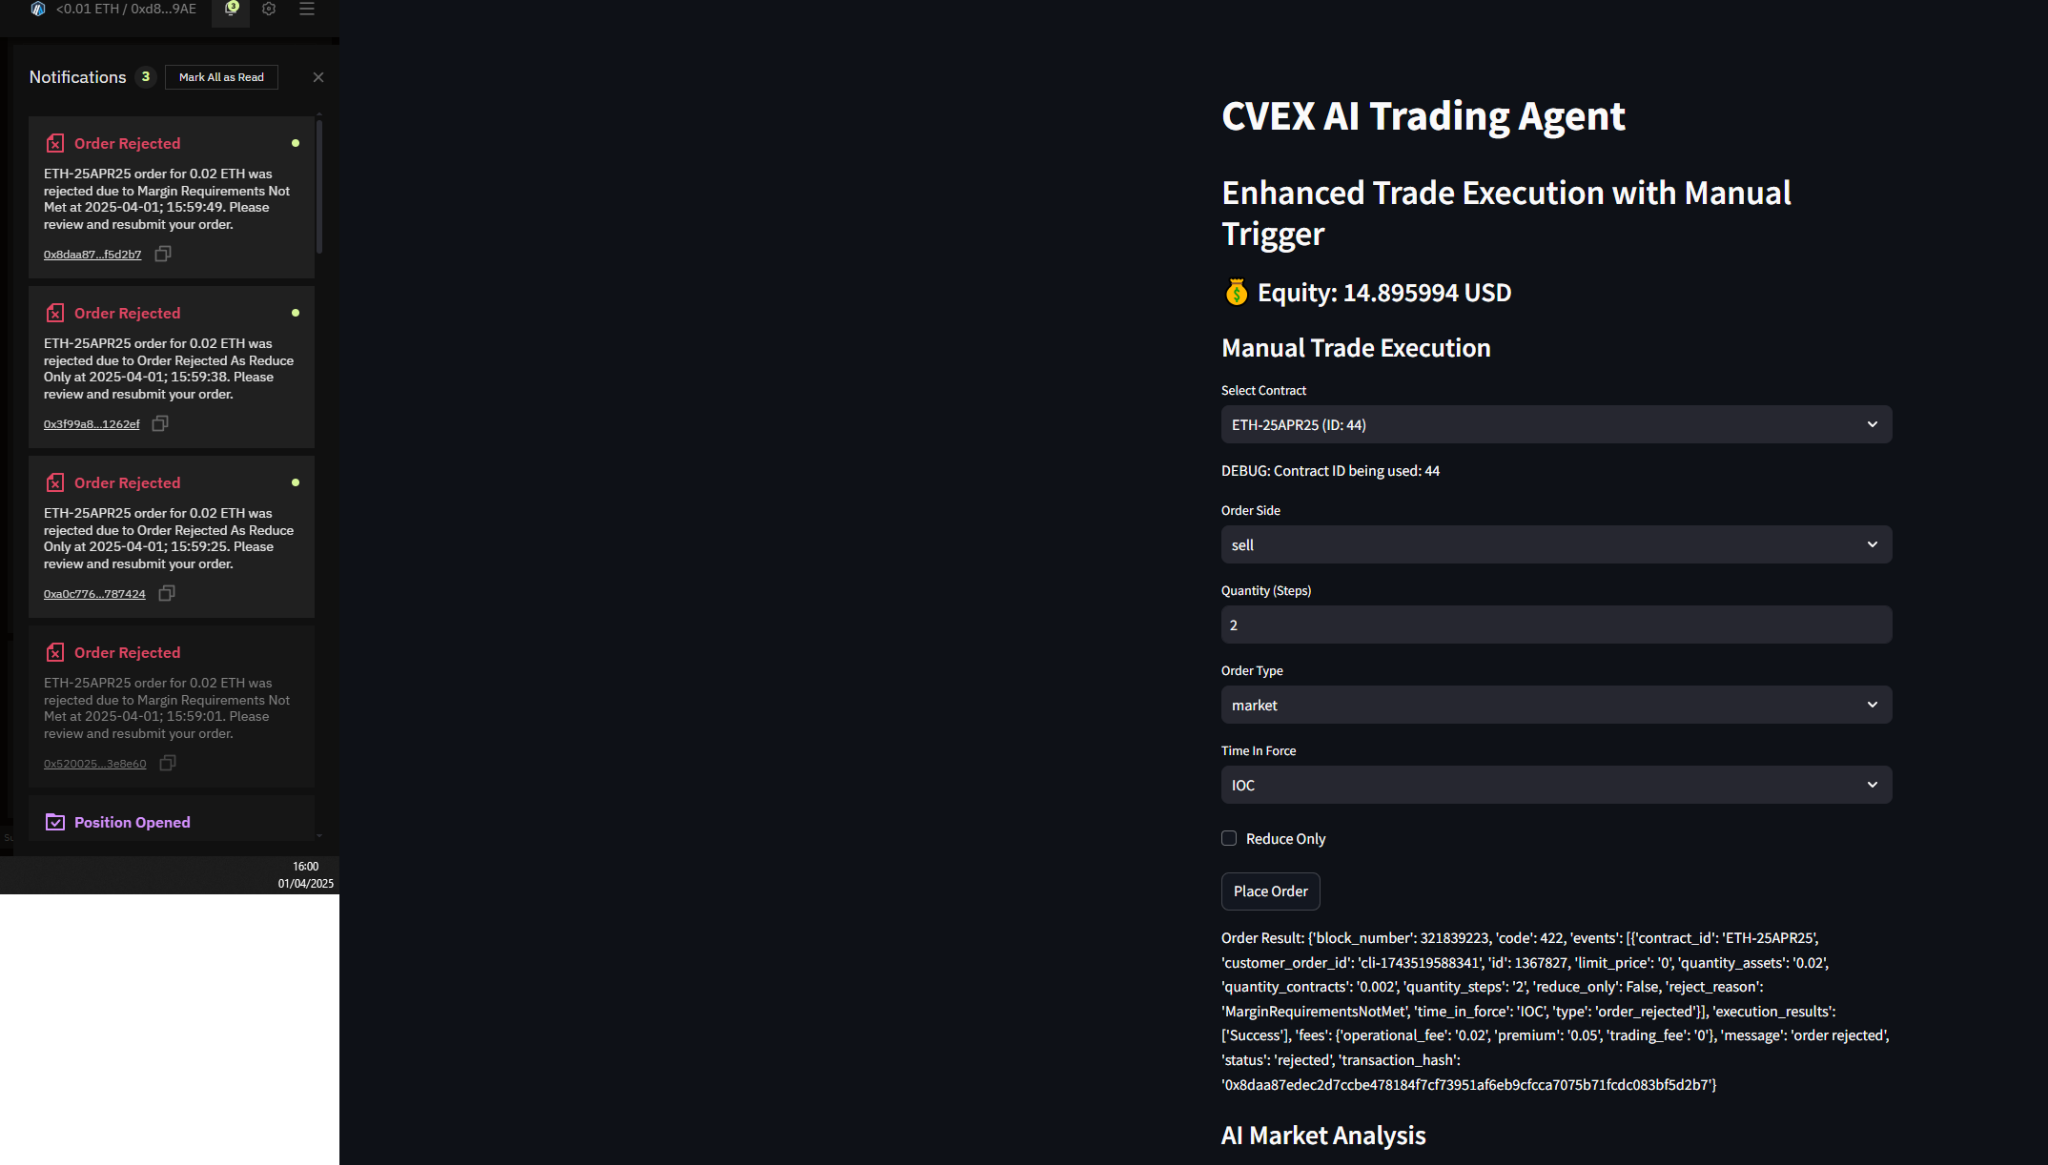 <0.01 ETH / 0xd8...9AE
3
Notifications 3 Mark All as Read
Order Rejected
ETH-25APR25 order for 0.02 ETH was
rejected due to Margin Requirements Not
Met at 2025-04-01; 15:59:49. Please
review and resubmit your order.
0x8daa87...f5d2b7
Order Rejected
ETH-25APR25 order for 0.02 ETH was
rejected due to Order Rejected As Reduce
Only at 2025-04-01; 15:59:38. Please
review and resubmit your order.
0x3f99a8...1262ef
Order Rejected
ETH-25APR25 order for 0.02 ETH was
rejected due to Order Rejected As Reduce
Only at 2025-04-01; 15:59:25. Please
review and resubmit your order.
0xa0c776...787424
Order Rejected
ETH-25APR25 order for 0.02 ETH was
rejected due to Margin Requirements Not
Met at 2025-04-01; 15:59:01. Please
review and resubmit your order.
0x520025...3e8e60
Position Opened
16:00
01/04/2025
CVEX AI Trading Agent
Enhanced Trade Execution with Manual
Trigger
Equity: 14.895994 USD
Manual Trade Execution
Select Contract
ETH-25APR25 (ID: 44)
DEBUG: Contract ID being used: 44
Order Side
sell
Quantity (Steps)
2
Order Type
market
Time In Force
IOC
Reduce Only
Place Order
Order Result: {'block_number': 321839223, 'code': 422, 'events': [{'contract_id': 'ETH-25APR25',
'customer_order_id': 'cli-1743519588341', 'id': 1367827, 'limit_price': '0', 'quantity_assets': '0.02',
'quantity_contracts': '0.002', 'quantity_steps': '2', 'reduce_only': False, 'reject_reason':
'MarginRequirementsNotMet', 'time_in_force': 'IOC', 'type': 'order_rejected'}], 'execution_results':
['Success'], 'fees': {'operational_fee': '0.02', 'premium': '0.05', 'trading_fee': '0'}, 'message': 'order rejected',
'status': 'rejected', 'transaction_hash':
'0x8daa87edec2d7ccbe478184f7cf73951af6eb9cfcca7075b71fcdc083bf5d2b7'}
AI Market Analysis